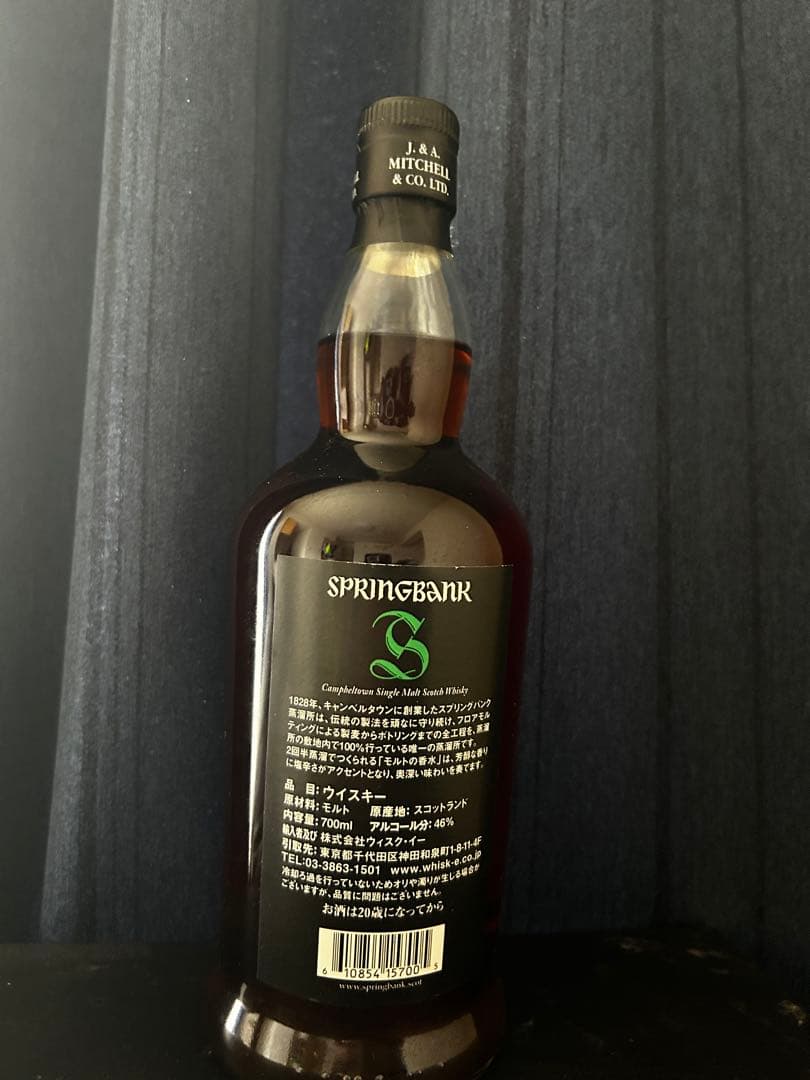 J. & A.
MITCHELL
& CO. LTD.
SPRINGBANK
S
Campbeltown Single Malt Scotch Whisky
1828年、キャンベルタウンに創業したスプリングバンク
蒸溜所は、伝統の製法を頑なに守り続け、フロアモル
ティングによる製麦からボトリングまでの全工程を、蒸溜
所の敷地内で100%行っている唯一の蒸溜所です。
2回半蒸溜でつくられる「モルトの香水」は、芳醇な香り
に塩辛さがアクセントとなり、奥深い味わいを奏でます。
品 目: ウイスキー
原材料: モルト 原産地: スコットランド
内容量: 700ml アルコール分: 46%
輸入者及び 株式会社ウィスク・イー
引取先: 東京都千代田区神田和泉町1-8-11-4F
TEL:03-3863-1501 www.whisk-e.co.jp
冷却ろ過を行っていないためオリや濁りが生じる場合が
ございますが、品質に問題はございません。
お酒は20歳になってから
6 10854 15700 5
www.springbank.scot